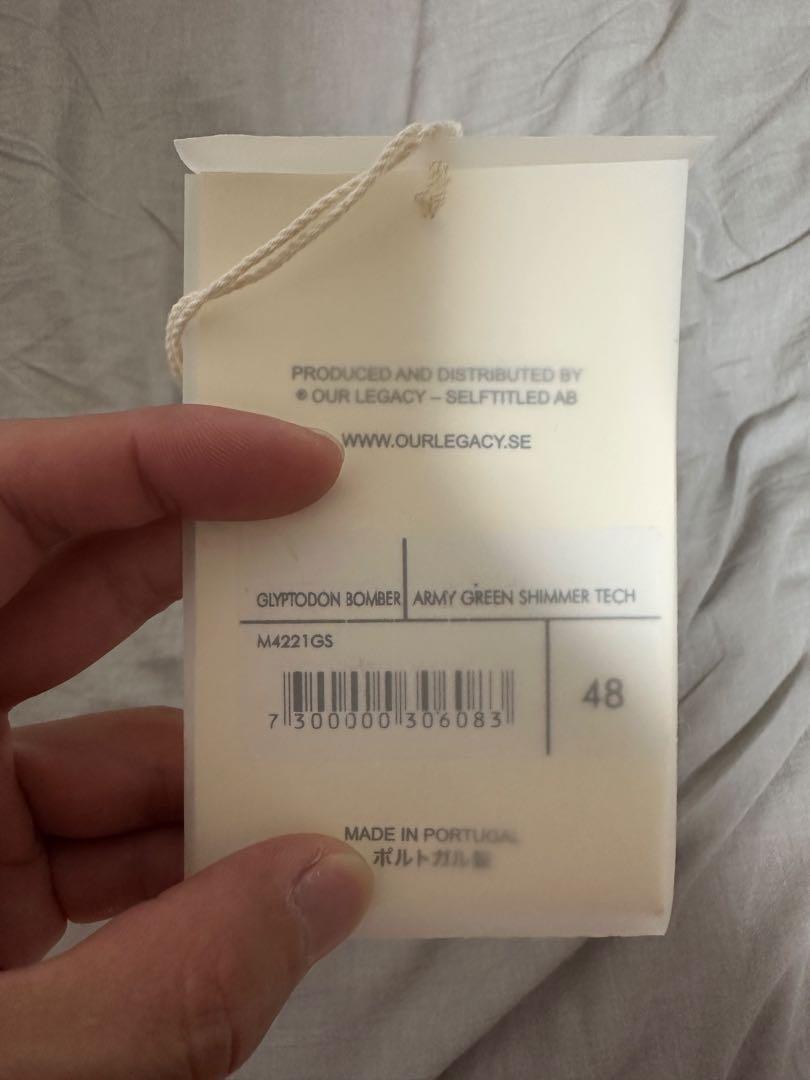 PRODUCED AND DISTRIBUTED BY
® OUR LEGACY – SELFTITLED AB
WWW.OURLEGACY.SE
GLYPTODON BOMBER ARMY GREEN SHIMMER TECH
M4221GS
48
7 300000 306083
MADE IN PORTUGAL
ポルトガル製